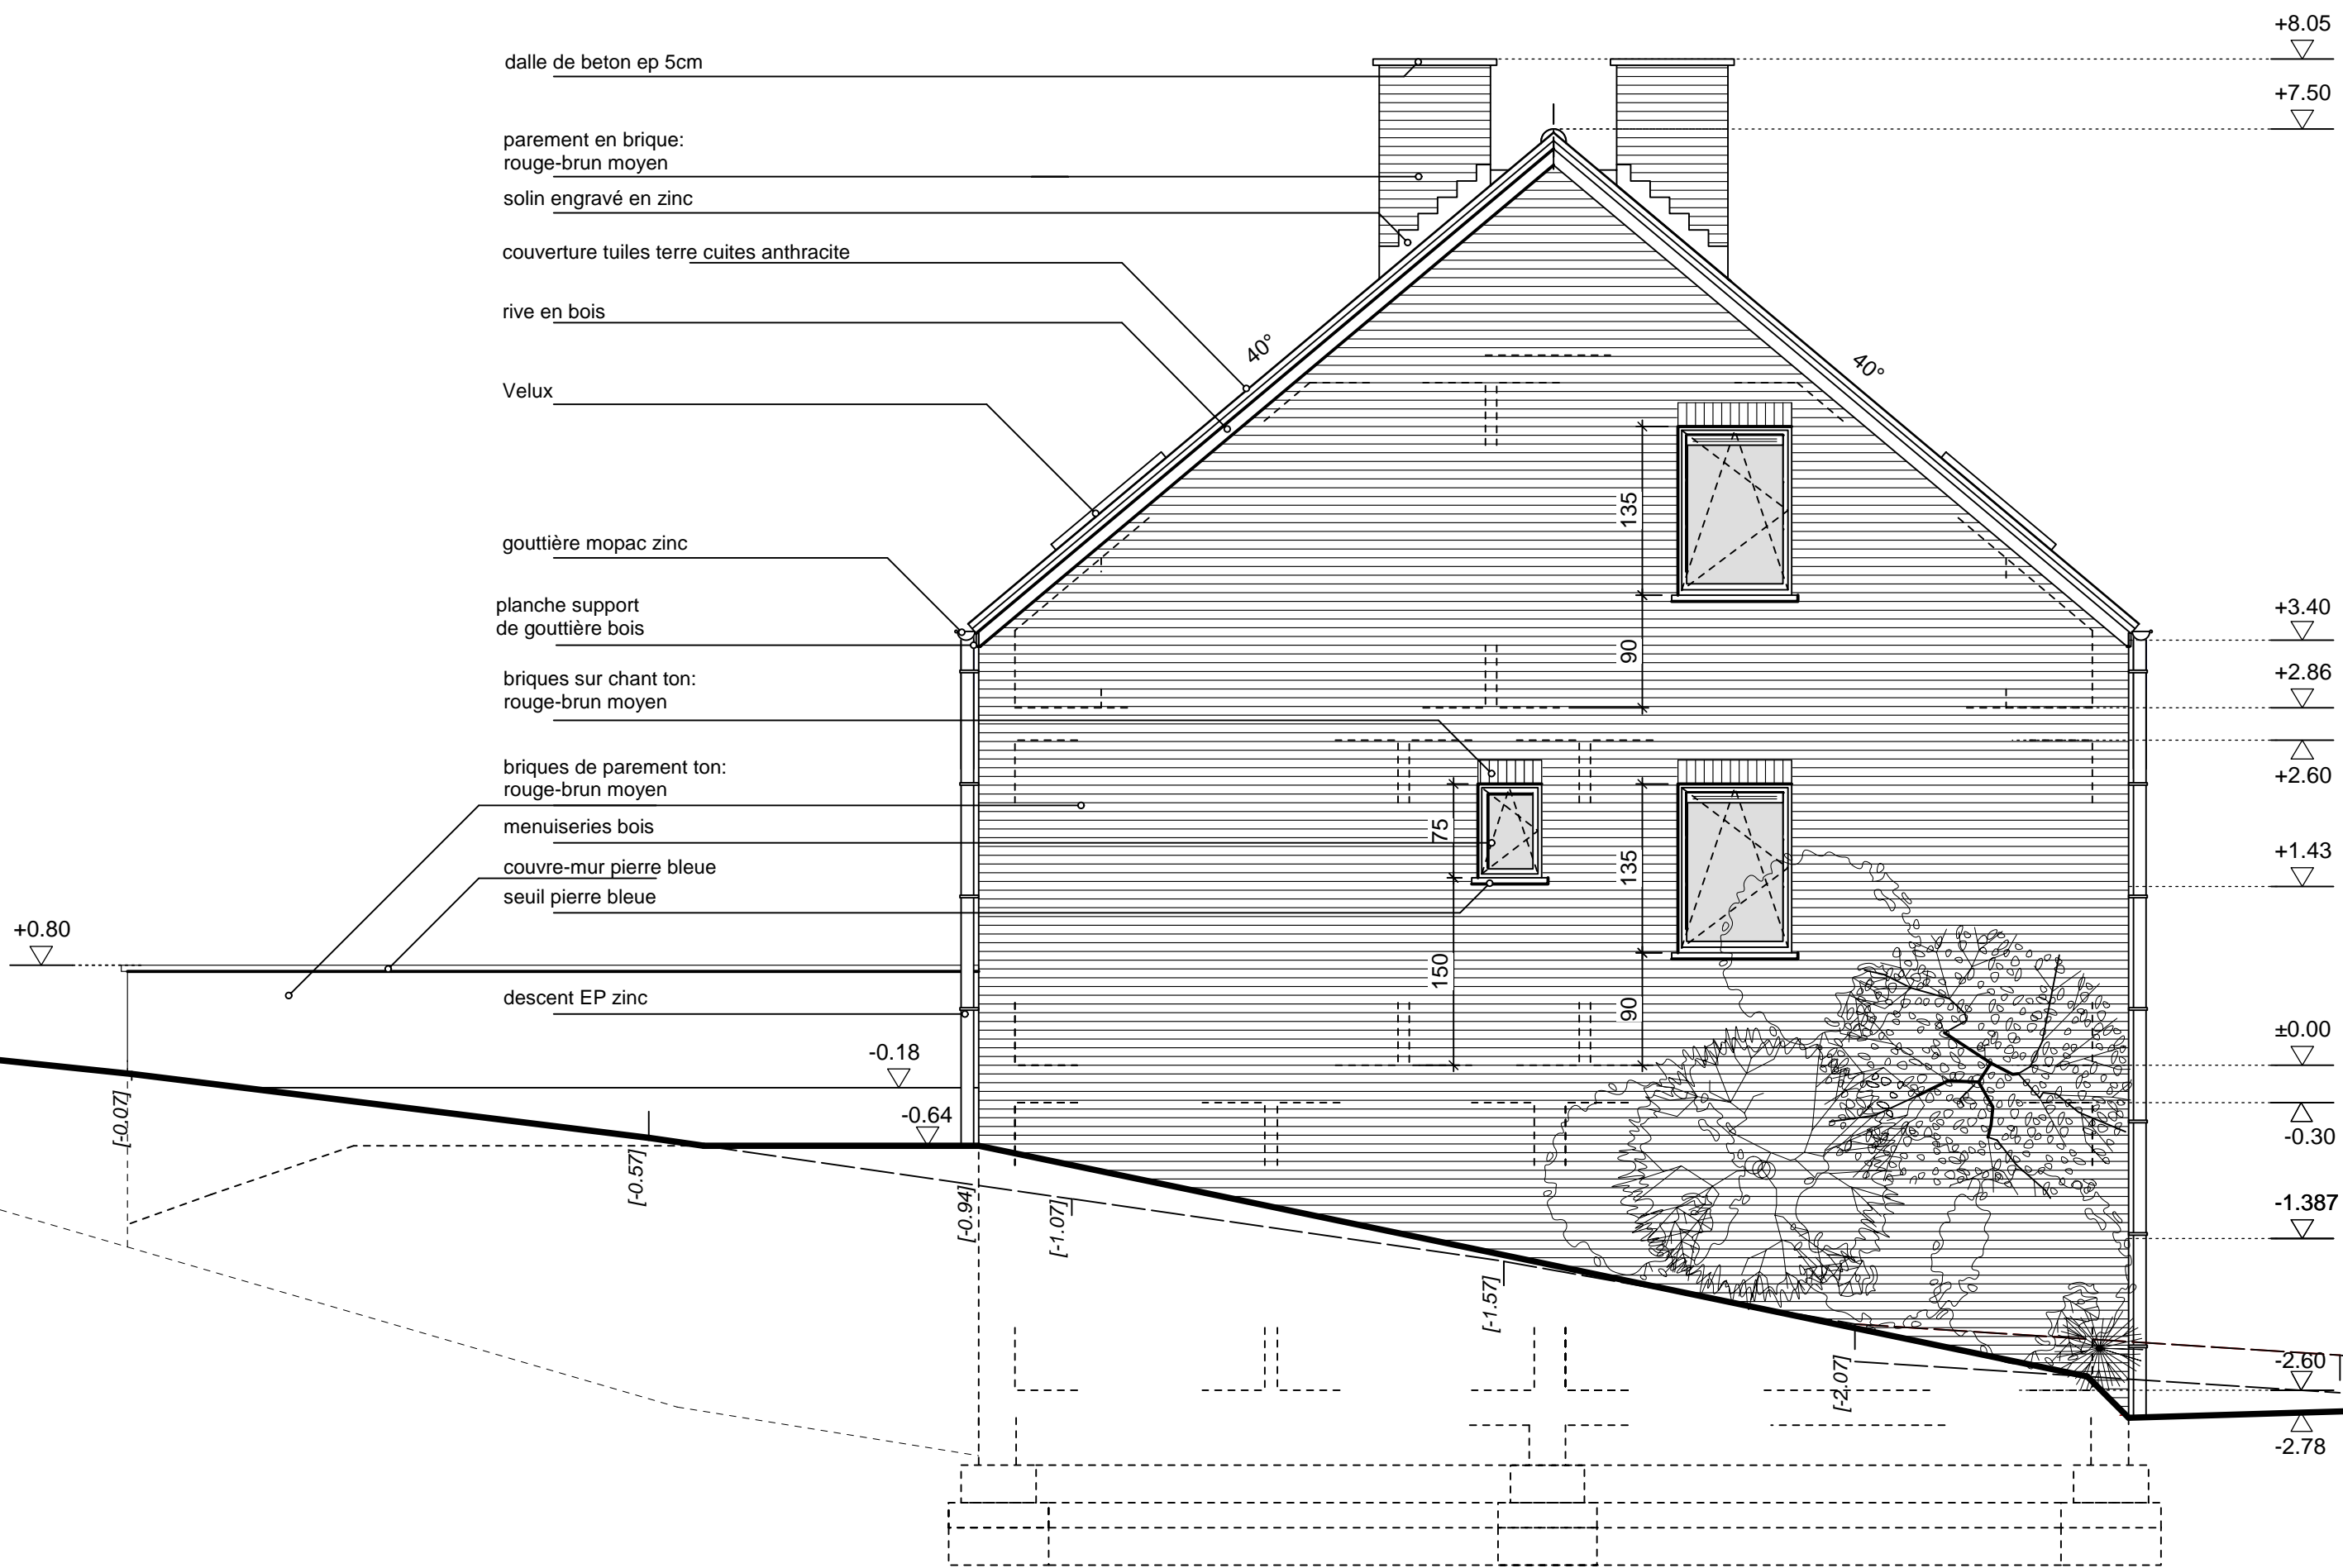 dalle de beton ep 5cm
parement en brique:
rouge-brun moyen
solin engravé en zinc
couverture tuiles terre cuites anthracite
rive en bois
Velux
gouttière mopac zinc
planche support
de gouttière bois
briques sur chant ton:
rouge-brun moyen
briques de parement ton:
rouge-brun moyen
menuiseries bois
couvre-mur pierre bleue
seuil pierre bleue
descent EP zinc
+0.80
-0.18
-0.64
[-0.07]
[-0.57]
[-0.94]
[-1.07]
[-1.57]
[-2.07]
40°
40°
135
90
75
150
135
90
+8.05
+7.50
+3.40
+2.86
+2.60
+1.43
±0.00
-0.30
-1.387
-2.60
-2.78